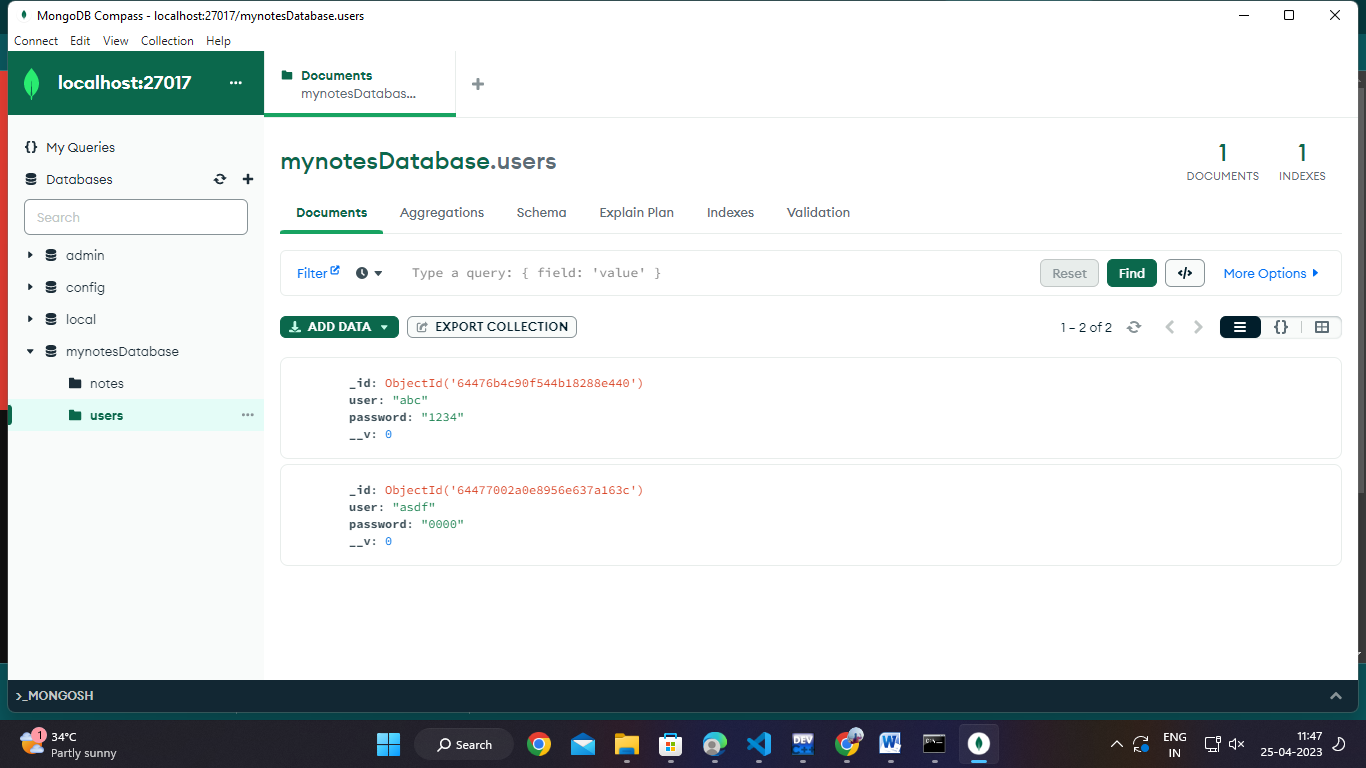 MongoDB Compass - localhost:27017/mynotesDatabase.users
Connect Edit View Collection Help
localhost:27017 ...
Documents
mynotesDatabas...
My Queries
Databases
Search
admin
config
local
mynotesDatabase
notes
users
mynotesDatabase.users
1 DOCUMENTS
1 INDEXES
Documents Aggregations Schema Explain Plan Indexes Validation
Filter Type a query: { field: 'value' } Reset Find </> More Options
ADD DATA EXPORT COLLECTION 1 – 2 of 2 {}
_id: ObjectId('64476b4c90f544b18288e440')
user: "abc"
password: "1234"
__v: 0
_id: ObjectId('64477002a0e8956e637a163c')
user: "asdf"
password: "0000"
__v: 0
>_MONGOSH
1
34°C
Partly sunny
Search
DEV
ENG
IN
11:47
25-04-2023